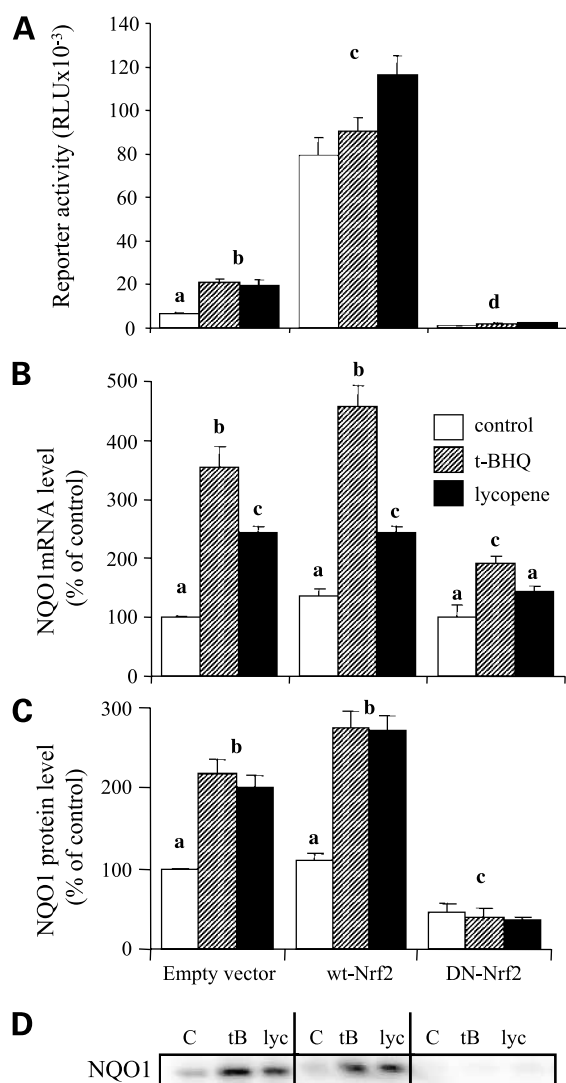 A
Reporter activity (RLUx10-3)
140
120
100
80
60
40
20
0
a
b
c
d
B
NQO1mRNA level
(% of control)
500
400
300
200
100
0
a
b
c
a
b
c
a
c
a
control
t-BHQ
lycopene
C
NQO1 protein level
(% of control)
300
200
100
0
a
b
a
b
c
Empty vector
wt-Nrf2
DN-Nrf2
D
C tB lyc C tB lyc C tB lyc
NQO1